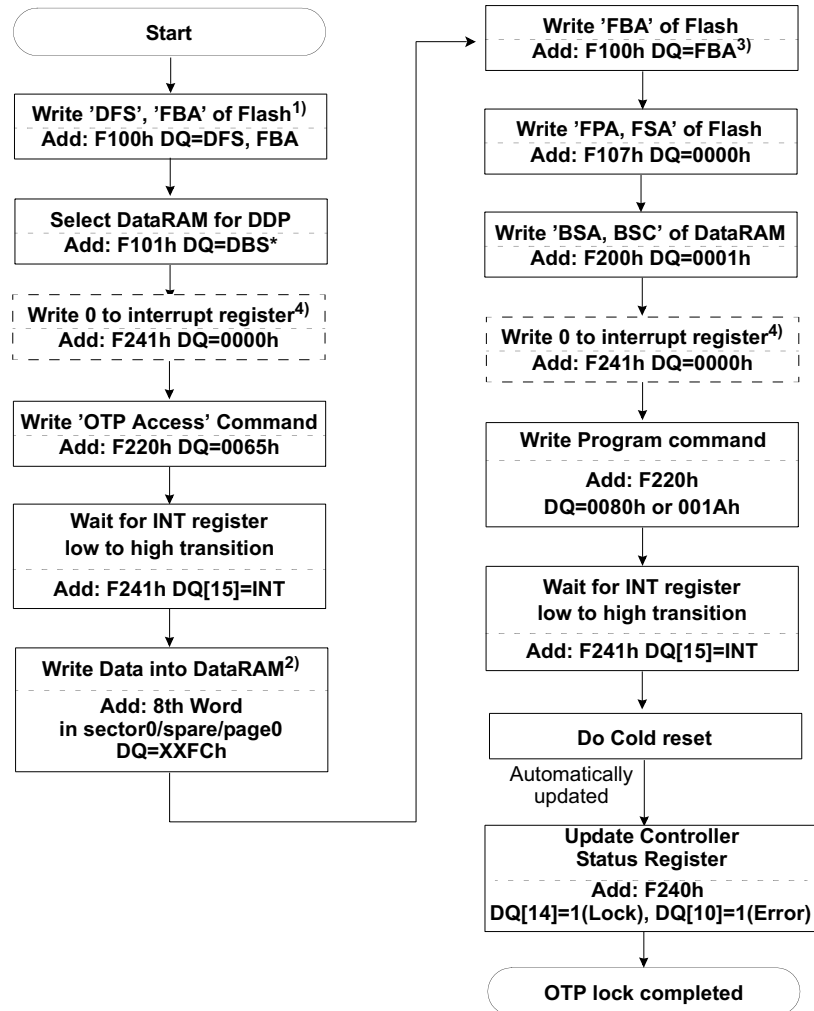 Start
Write ’DFS’, ’FBA’ of Flash1)
Add: F100h DQ=DFS, FBA
Select DataRAM for DDP
Add: F101h DQ=DBS*
Write 0 to interrupt register4)
Add: F241h DQ=0000h
Write ’OTP Access’ Command
Add: F220h DQ=0065h
Wait for INT register
low to high transition
Add: F241h DQ[15]=INT
Write Data into DataRAM2)
Add: 8th Word
in sector0/spare/page0
DQ=XXFCh
Write ’FBA’ of Flash
Add: F100h DQ=FBA3)
Write ’FPA, FSA’ of Flash
Add: F107h DQ=0000h
Write ’BSA, BSC’ of DataRAM
Add: F200h DQ=0001h
Write 0 to interrupt register4)
Add: F241h DQ=0000h
Write Program command
Add: F220h
DQ=0080h or 001Ah
Wait for INT register
low to high transition
Add: F241h DQ[15]=INT
Do Cold reset
Automatically
updated
Update Controller
Status Register
Add: F240h
DQ[14]=1(Lock), DQ[10]=1(Error)
OTP lock completed